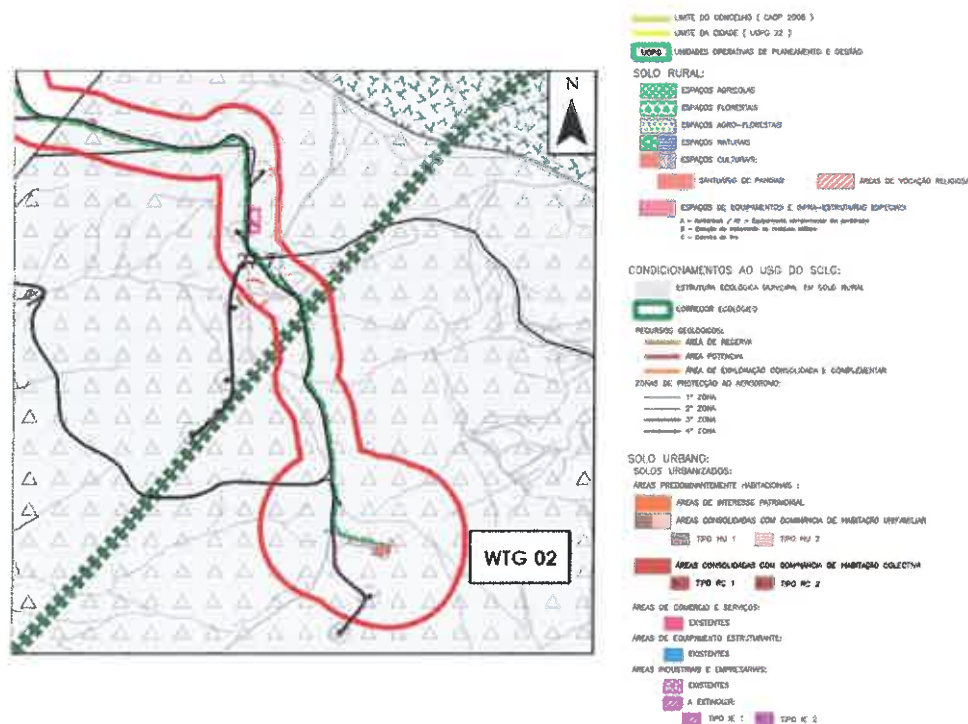 N
WTG 02
LIMITE DO CONCELHO ( CAOP 2008 )
LIMITE DA CIDADE ( UOPG 22 )
UOPG UNIDADES OPERATIVAS DE PLANEAMENTO E GESTÃO
SOLO RURAL:
ESPAÇOS AGRICOLAS
ESPAÇOS FLORESTAIS
ESPAÇOS AGRO-FLORESTAIS
ESPAÇOS NATURAIS
ESPAÇOS CULTURAIS:
SANTUÁRIO DE PANOIAS
ÁREAS DE VOCAÇÃO RELIGIOSA
ESPAÇOS DE EQUIPAMENTOS E INFRA-ESTRUTURAS ESPECIAIS
CONDICIONAMENTOS AO USO DO SOLO:
ESTRUTURA ECOLÓGICA MUNICIPAL EM SOLO RURAL
CORREDOR ECOLÓGICO
RECURSOS GEOLÓGICOS:
ÁREA DE RESERVA
ÁREA POTENCIAL
ÁREA DE EXPLORAÇÃO CONSOLIDADA E COMPLEMENTAR
ZONAS DE PROTECÇÃO AO AERÓDROMO:
1ª ZONA
2ª ZONA
3ª ZONA
4ª ZONA
SOLO URBANO:
SOLOS URBANIZADOS:
ÁREAS PREDOMINANTEMENTE HABITACIONAIS :
ÁREAS DE INTERESSE PATRIMONIAL
ÁREAS CONSOLIDADAS COM DOMINÂNCIA DE HABITAÇÃO UNIFAMILIAR
TIPO HU 1 TIPO HU 2
ÁREAS CONSOLIDADAS COM DOMINÂNCIA DE HABITAÇÃO COLECTIVA
ÁREAS DE COMÉRCIO E SERVIÇOS:
EXISTENTES
ÁREAS DE EQUIPAMENTO ESTRUTURANTE:
EXISTENTES
ÁREAS INDUSTRIAIS E EMPRESARIAIS:
EXISTENTES
A EXTINGUIR
TIPO IE 1 TIPO IE 2